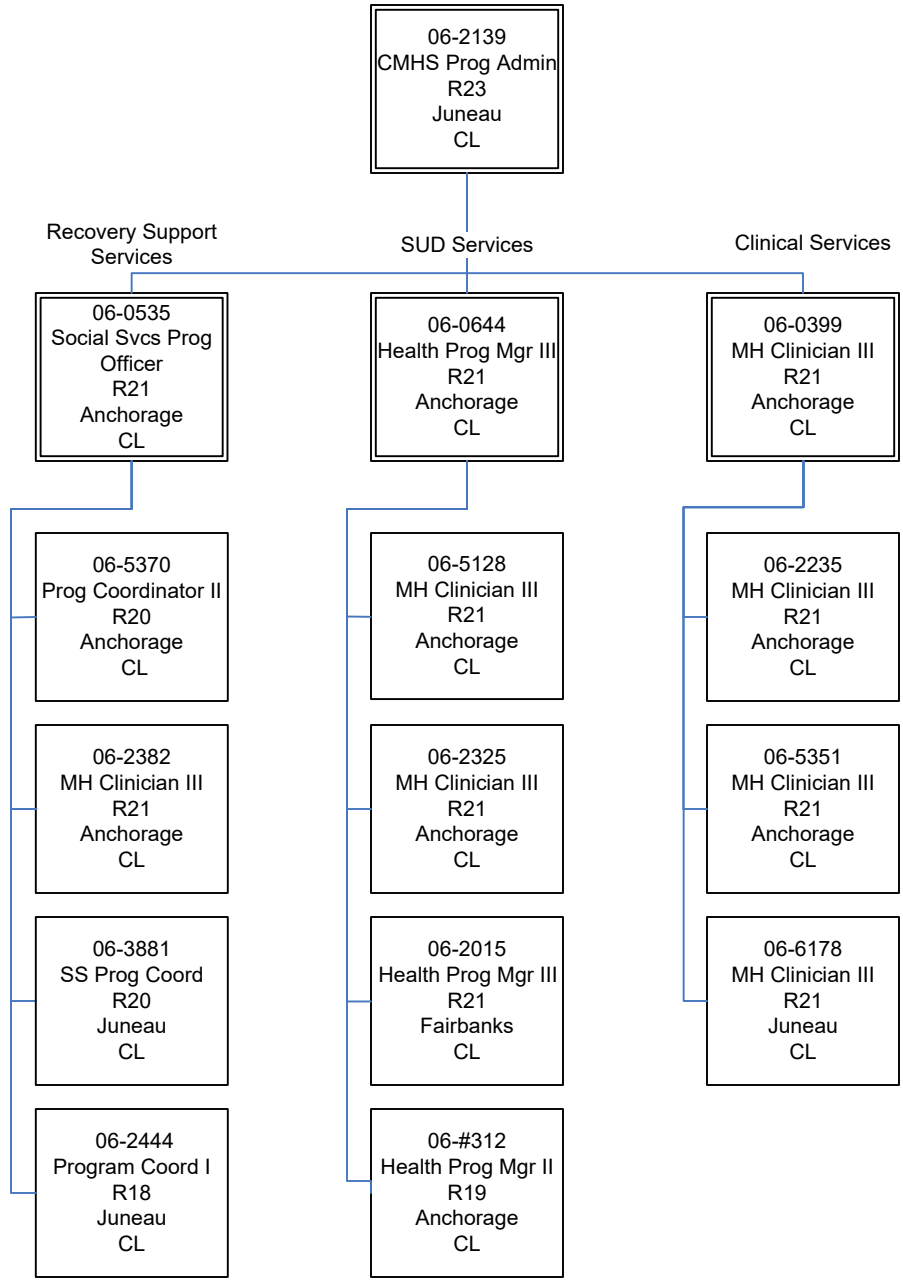 06-2139
CMHS Prog Admin
R23
Juneau
CL
Recovery Support
Services
SUD Services
Clinical Services
06-0535
Social Svcs Prog
Officer
R21
Anchorage
CL
06-0644
Health Prog Mgr III
R21
Anchorage
CL
06-0399
MH Clinician III
R21
Anchorage
CL
06-5370
Prog Coordinator II
R20
Anchorage
CL
06-5128
MH Clinician III
R21
Anchorage
CL
06-2235
MH Clinician III
R21
Anchorage
CL
06-2382
MH Clinician III
R21
Anchorage
CL
06-2325
MH Clinician III
R21
Anchorage
CL
06-5351
MH Clinician III
R21
Anchorage
CL
06-3881
SS Prog Coord
R20
Juneau
CL
06-2015
Health Prog Mgr III
R21
Fairbanks
CL
06-6178
MH Clinician III
R21
Juneau
CL
06-2444
Program Coord I
R18
Juneau
CL
06-#312
Health Prog Mgr II
R19
Anchorage
CL